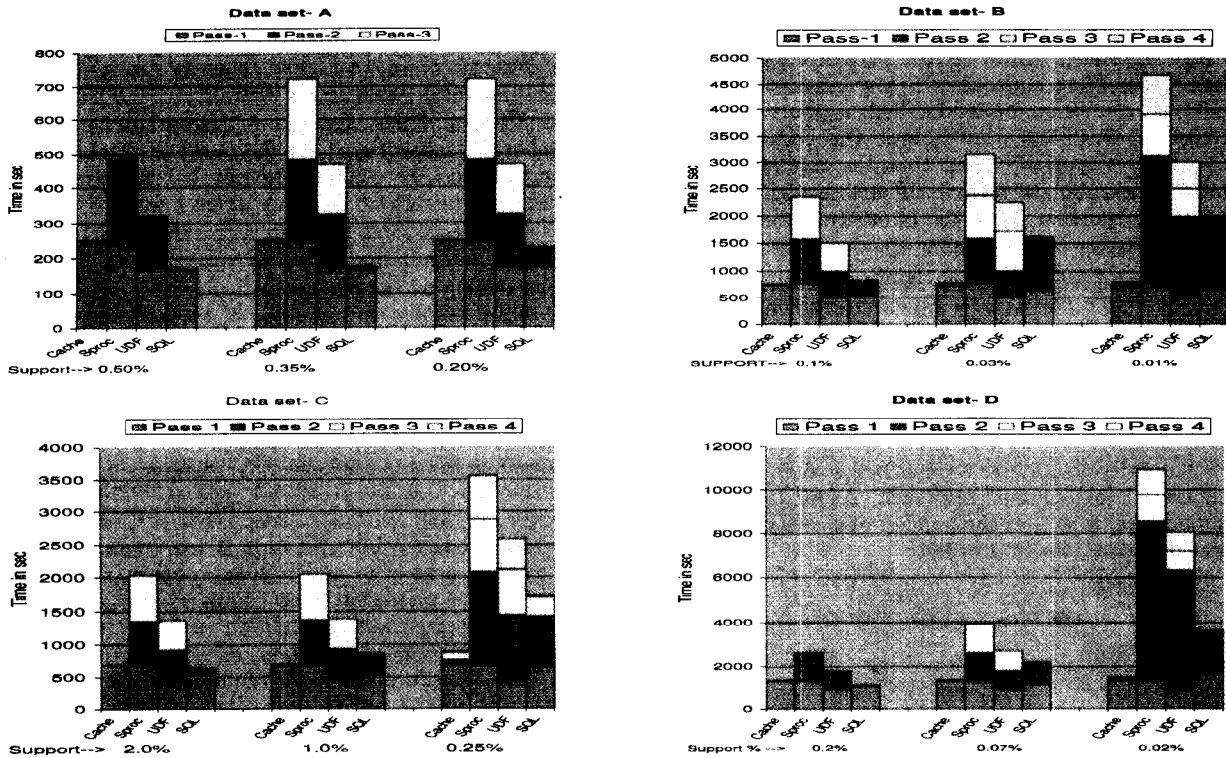 Data set- A
Pass-1 Pass-2 Pass-3
800
700
600
500
400
300
200
100
0
Time in sec
Cache Sproc UDF SQL Cache Sproc UDF SQL Cache Sproc UDF SQL
Support--> 0.50% 0.35% 0.20%
Data set- B
Pass-1 Pass 2 Pass 3 Pass 4
5000
4500
4000
3500
3000
2500
2000
1500
1000
500
0
Time in sec
Cache Sproc UDF SQL Cache Sproc UDF SQL Cache Sproc UDF SQL
SUPPORT--> 0.1% 0.03% 0.01%
Data set- C
Pass 1 Pass 2 Pass 3 Pass 4
4000
3500
3000
2500
2000
1500
1000
500
0
Time in sec
Cache Sproc UDF SQL Cache Sproc UDF SQL Cache Sproc UDF SQL
Support--> 2.0% 1.0% 0.25%
Data set- D
Pass 1 Pass 2 Pass 3 Pass 4
12000
10000
8000
6000
4000
2000
0
Time in sec
Cache Sproc UDF SQL Cache Sproc UDF SQL Cache Sproc UDF SQL
Support % --> 0.2% 0.07% 0.02%